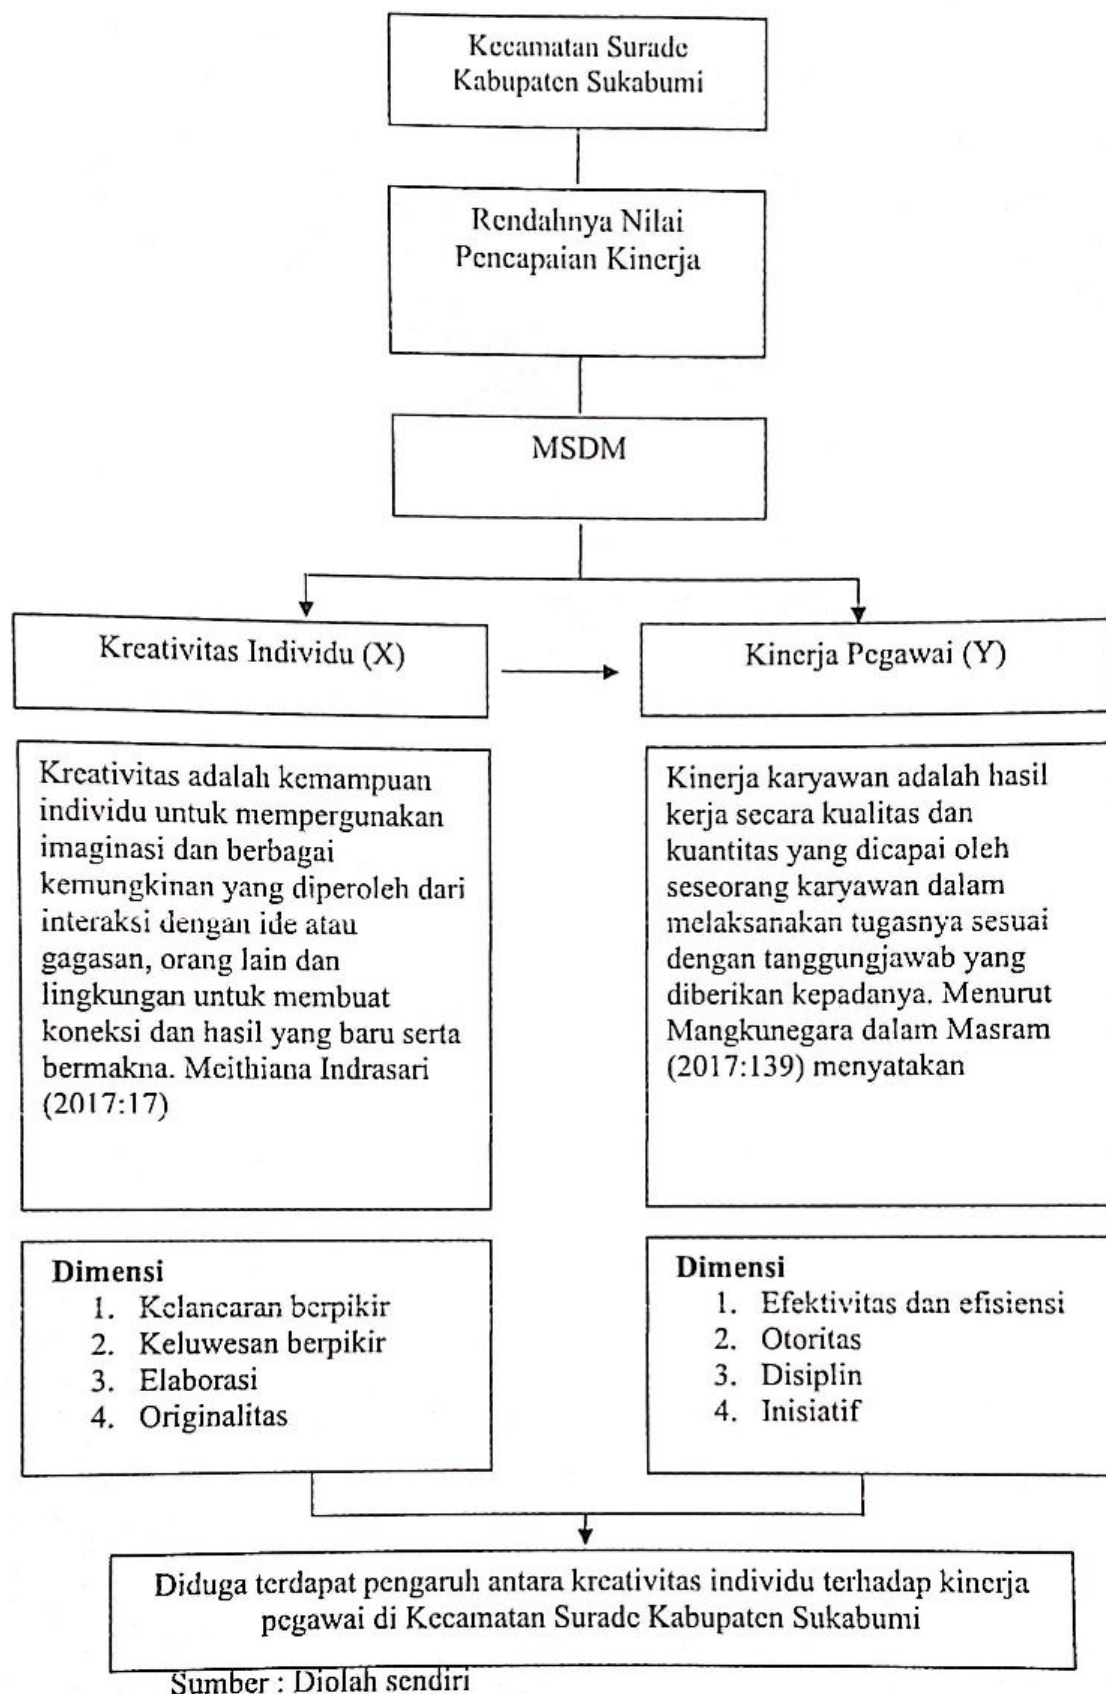 Kecamatan Surade
Kabupaten Sukabumi
Rendahnya Nilai
Pencapaian Kinerja
MSDM
Kreativitas Individu (X)
Kinerja Pegawai (Y)
Kreativitas adalah kemampuan
individu untuk mempergunakan
imaginasi dan berbagai
kemungkinan yang diperoleh dari
interaksi dengan ide atau
gagasan, orang lain dan
lingkungan untuk membuat
koneksi dan hasil yang baru serta
bermakna. Meithiana Indrasari
(2017:17)
Kinerja karyawan adalah hasil
kerja secara kualitas dan
kuantitas yang dicapai oleh
seseorang karyawan dalam
melaksanakan tugasnya sesuai
dengan tanggungjawab yang
diberikan kepadanya. Menurut
Mangkunegara dalam Masram
(2017:139) menyatakan
Dimensi
1. Kelancaran berpikir
2. Keluwesan berpikir
3. Elaborasi
4. Originalitas
Dimensi
1. Efektivitas dan efisiensi
2. Otoritas
3. Disiplin
4. Inisiatif
Diduga terdapat pengaruh antara kreativitas individu terhadap kinerja
pegawai di Kecamatan Surade Kabupaten Sukabumi
Sumber : Diolah sendiri